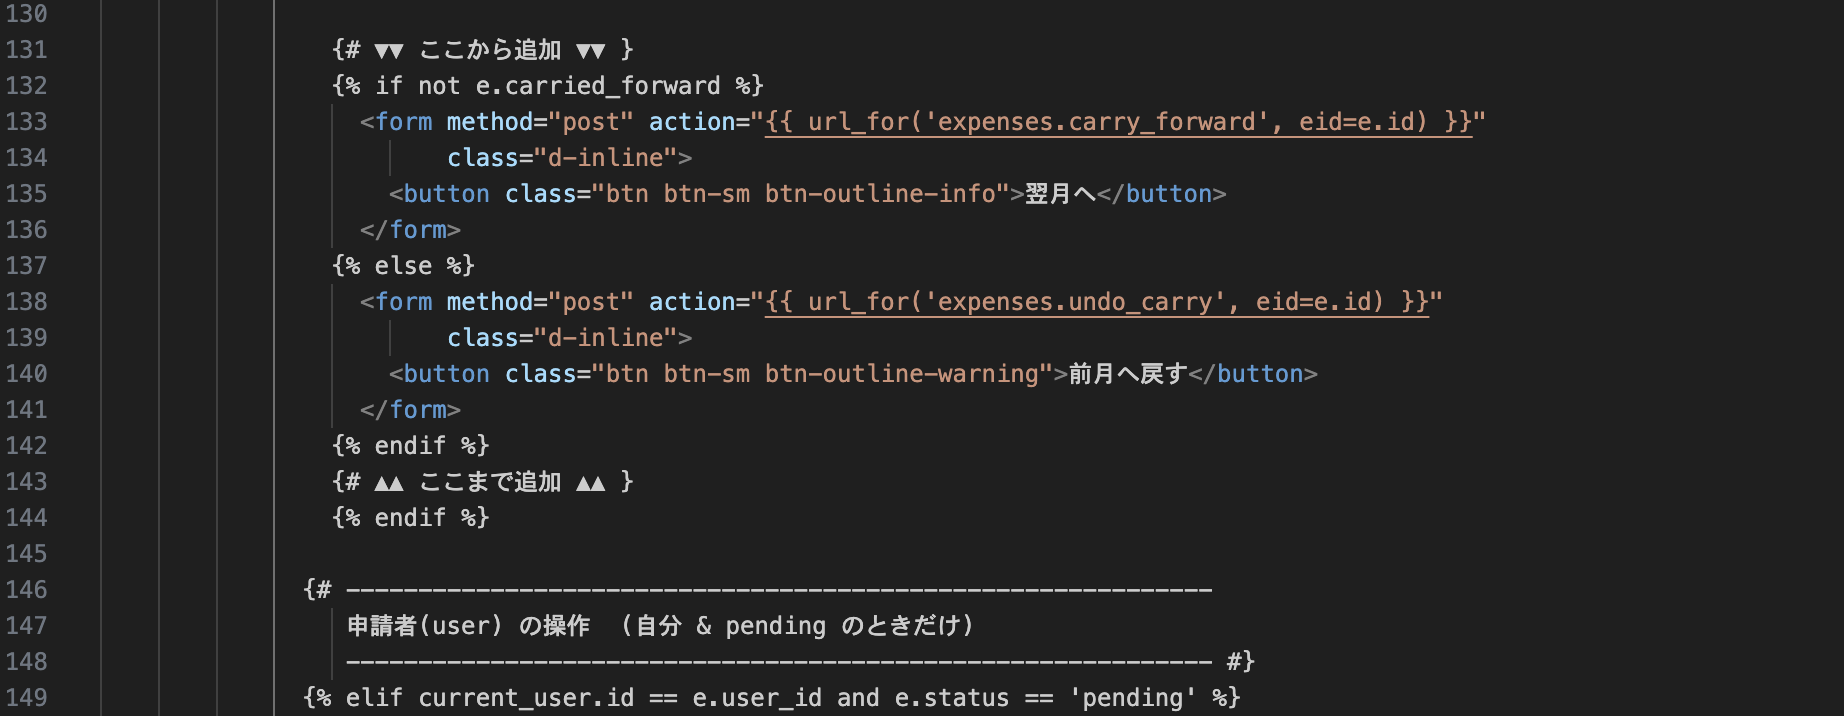 130
131 {# ▼▼ ここから追加 ▼▼ }
132 {% if not e.carried_forward %}
133 <form method="post" action="{{ url_for('expenses.carry_forward', eid=e.id) }}"
134 class="d-inline">
135 <button class="btn btn-sm btn-outline-info">翌月へ</button>
136 </form>
137 {% else %}
138 <form method="post" action="{{ url_for('expenses.undo_carry', eid=e.id) }}"
139 class="d-inline">
140 <button class="btn btn-sm btn-outline-warning">前月へ戻す</button>
141 </form>
142 {% endif %}
143 {# ▲▲ ここまで追加 ▲▲ }
144 {% endif %}
145
146 {# ------------------------------------------------------------
147 申請者(user) の操作 （自分 & pending のときだけ）
148 ------------------------------------------------------------ #}
149 {% elif current_user.id == e.user_id and e.status == 'pending' %}